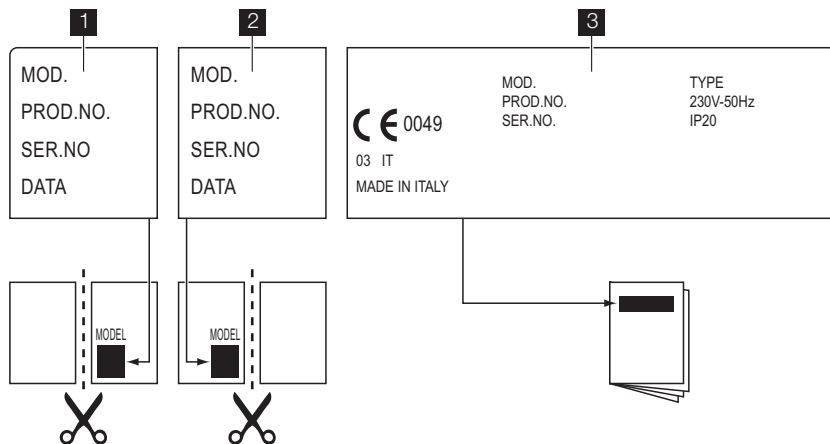 1
2
3
MOD.
PROD.NO.
SER.NO
DATA
MOD.
PROD.NO.
SER.NO
DATA
MOD.
PROD.NO.
SER.NO.
TYPE
230V-50Hz
IP20
CE 0049
03 IT
MADE IN ITALY
MODEL
MODEL